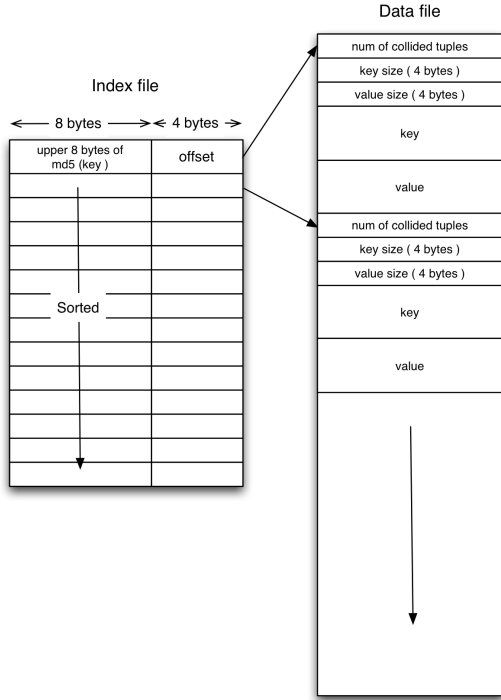 Data file
Index file
8 bytes
4 bytes
upper 8 bytes of
md5 (key )
offset
Sorted
num of collided tuples
key size ( 4 bytes )
value size ( 4 bytes )
key
value
num of collided tuples
key size ( 4 bytes )
value size ( 4 bytes )
key
value